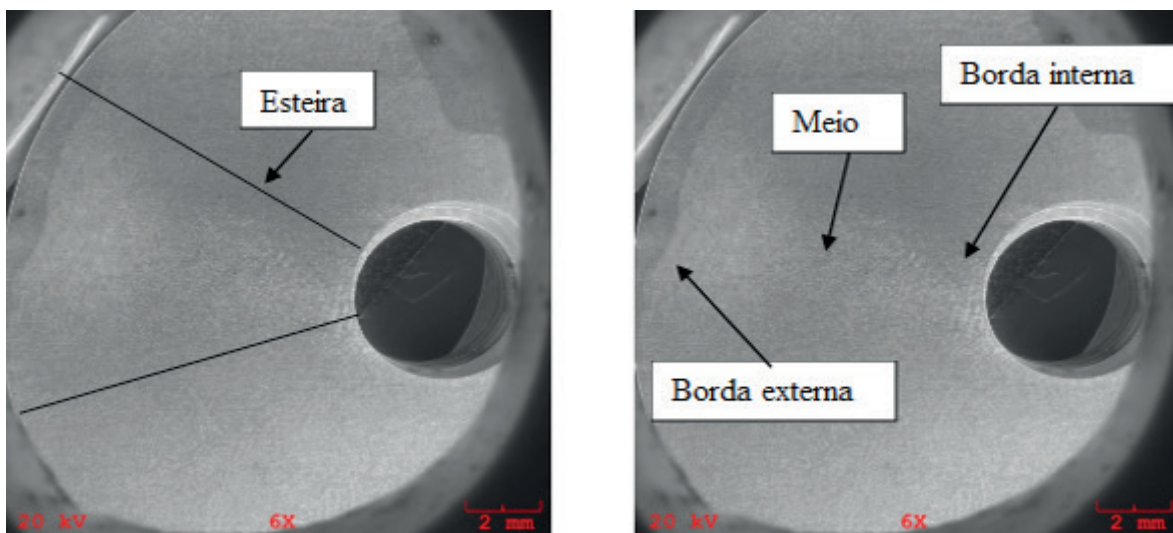 Esteira
20 kV
6X
2 mm
Borda interna
Meio
Borda externa
20 kV
6X
2 mm